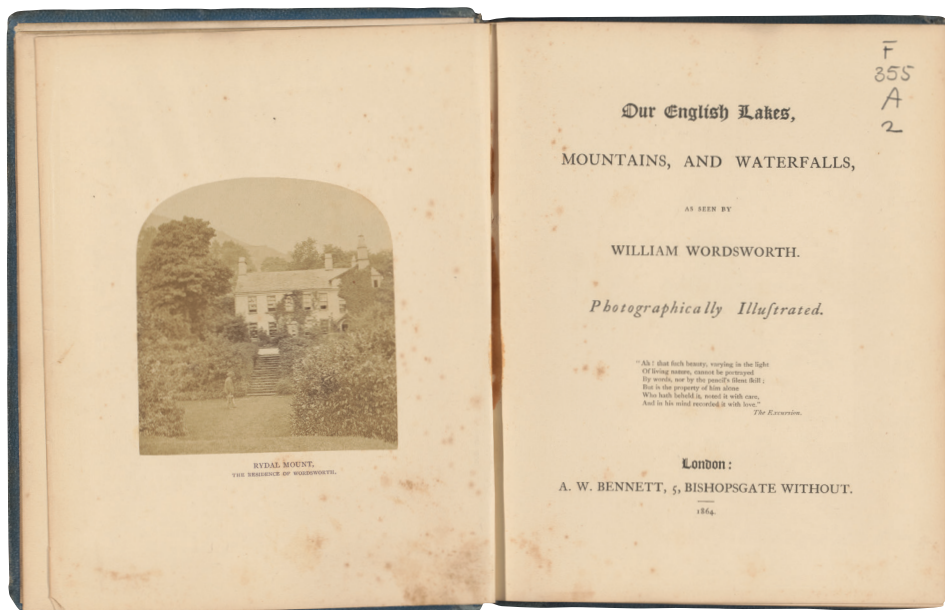 RYDAL MOUNT,
THE RESIDENCE OF WORDSWORTH.
F
355
A
2
Our English Lakes,
MOUNTAINS, AND WATERFALLS,
AS SEEN BY
WILLIAM WORDSWORTH.
Photographically Illuſtrated.
"Ah! that ſuch beauty, varying in the light
Of living nature, cannot be portrayed
By words, nor by the pencil's ſilent ſkill;
But is the property of him alone
Who hath beheld it, noted it with care,
And in his mind recorded it with love."
The Excurſion.
London:
A. W. BENNETT, 5, BISHOPSGATE WITHOUT.
1864.